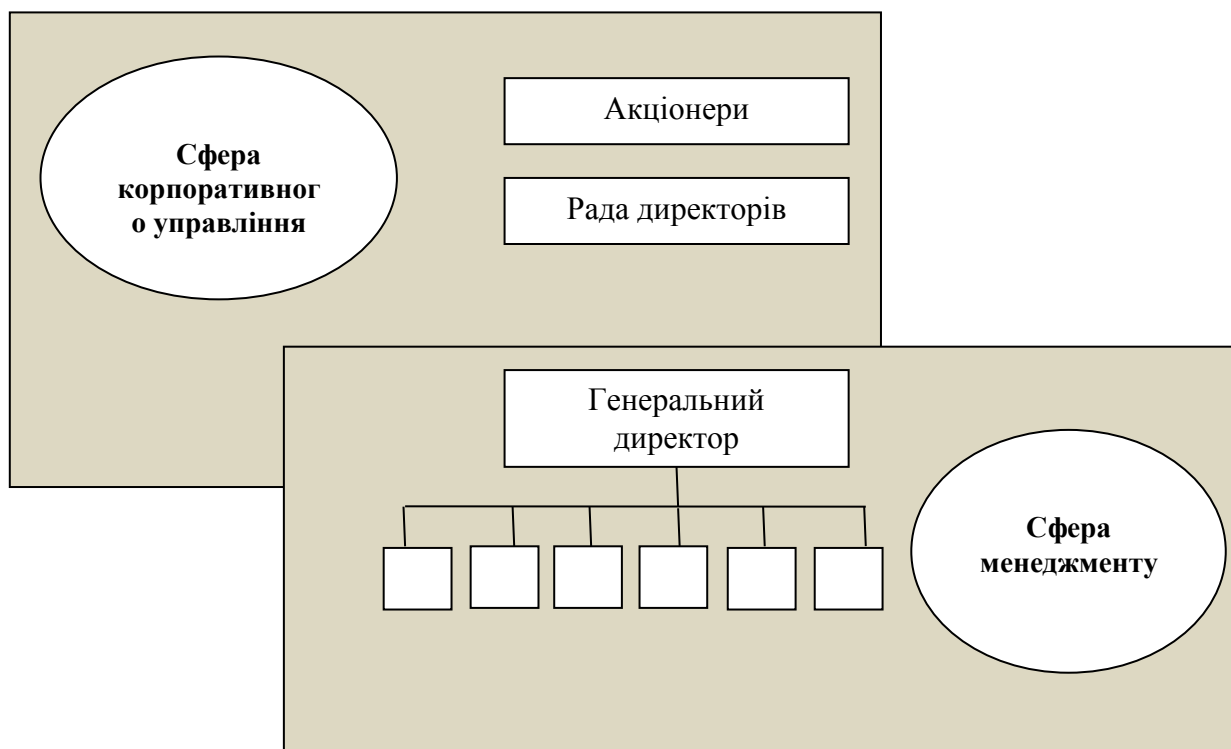 Сфера
корпоративног
о управління
Акціонери
Рада директорів
Генеральний
директор
Сфера
менеджменту